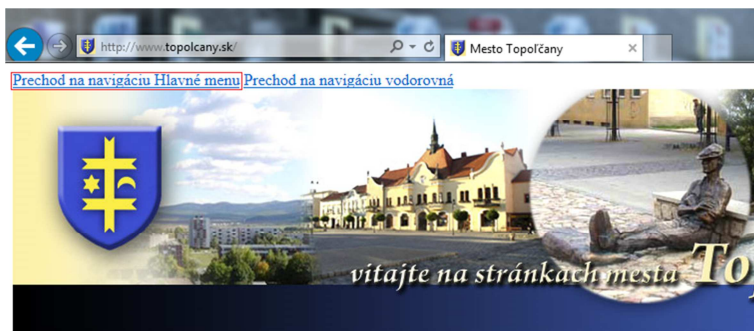 http://www.topolcany.sk/
Mesto Topoľčany
Prechod na navigáciu Hlavné menu Prechod na navigáciu vodorovná
vitajte na stránkach mesta To